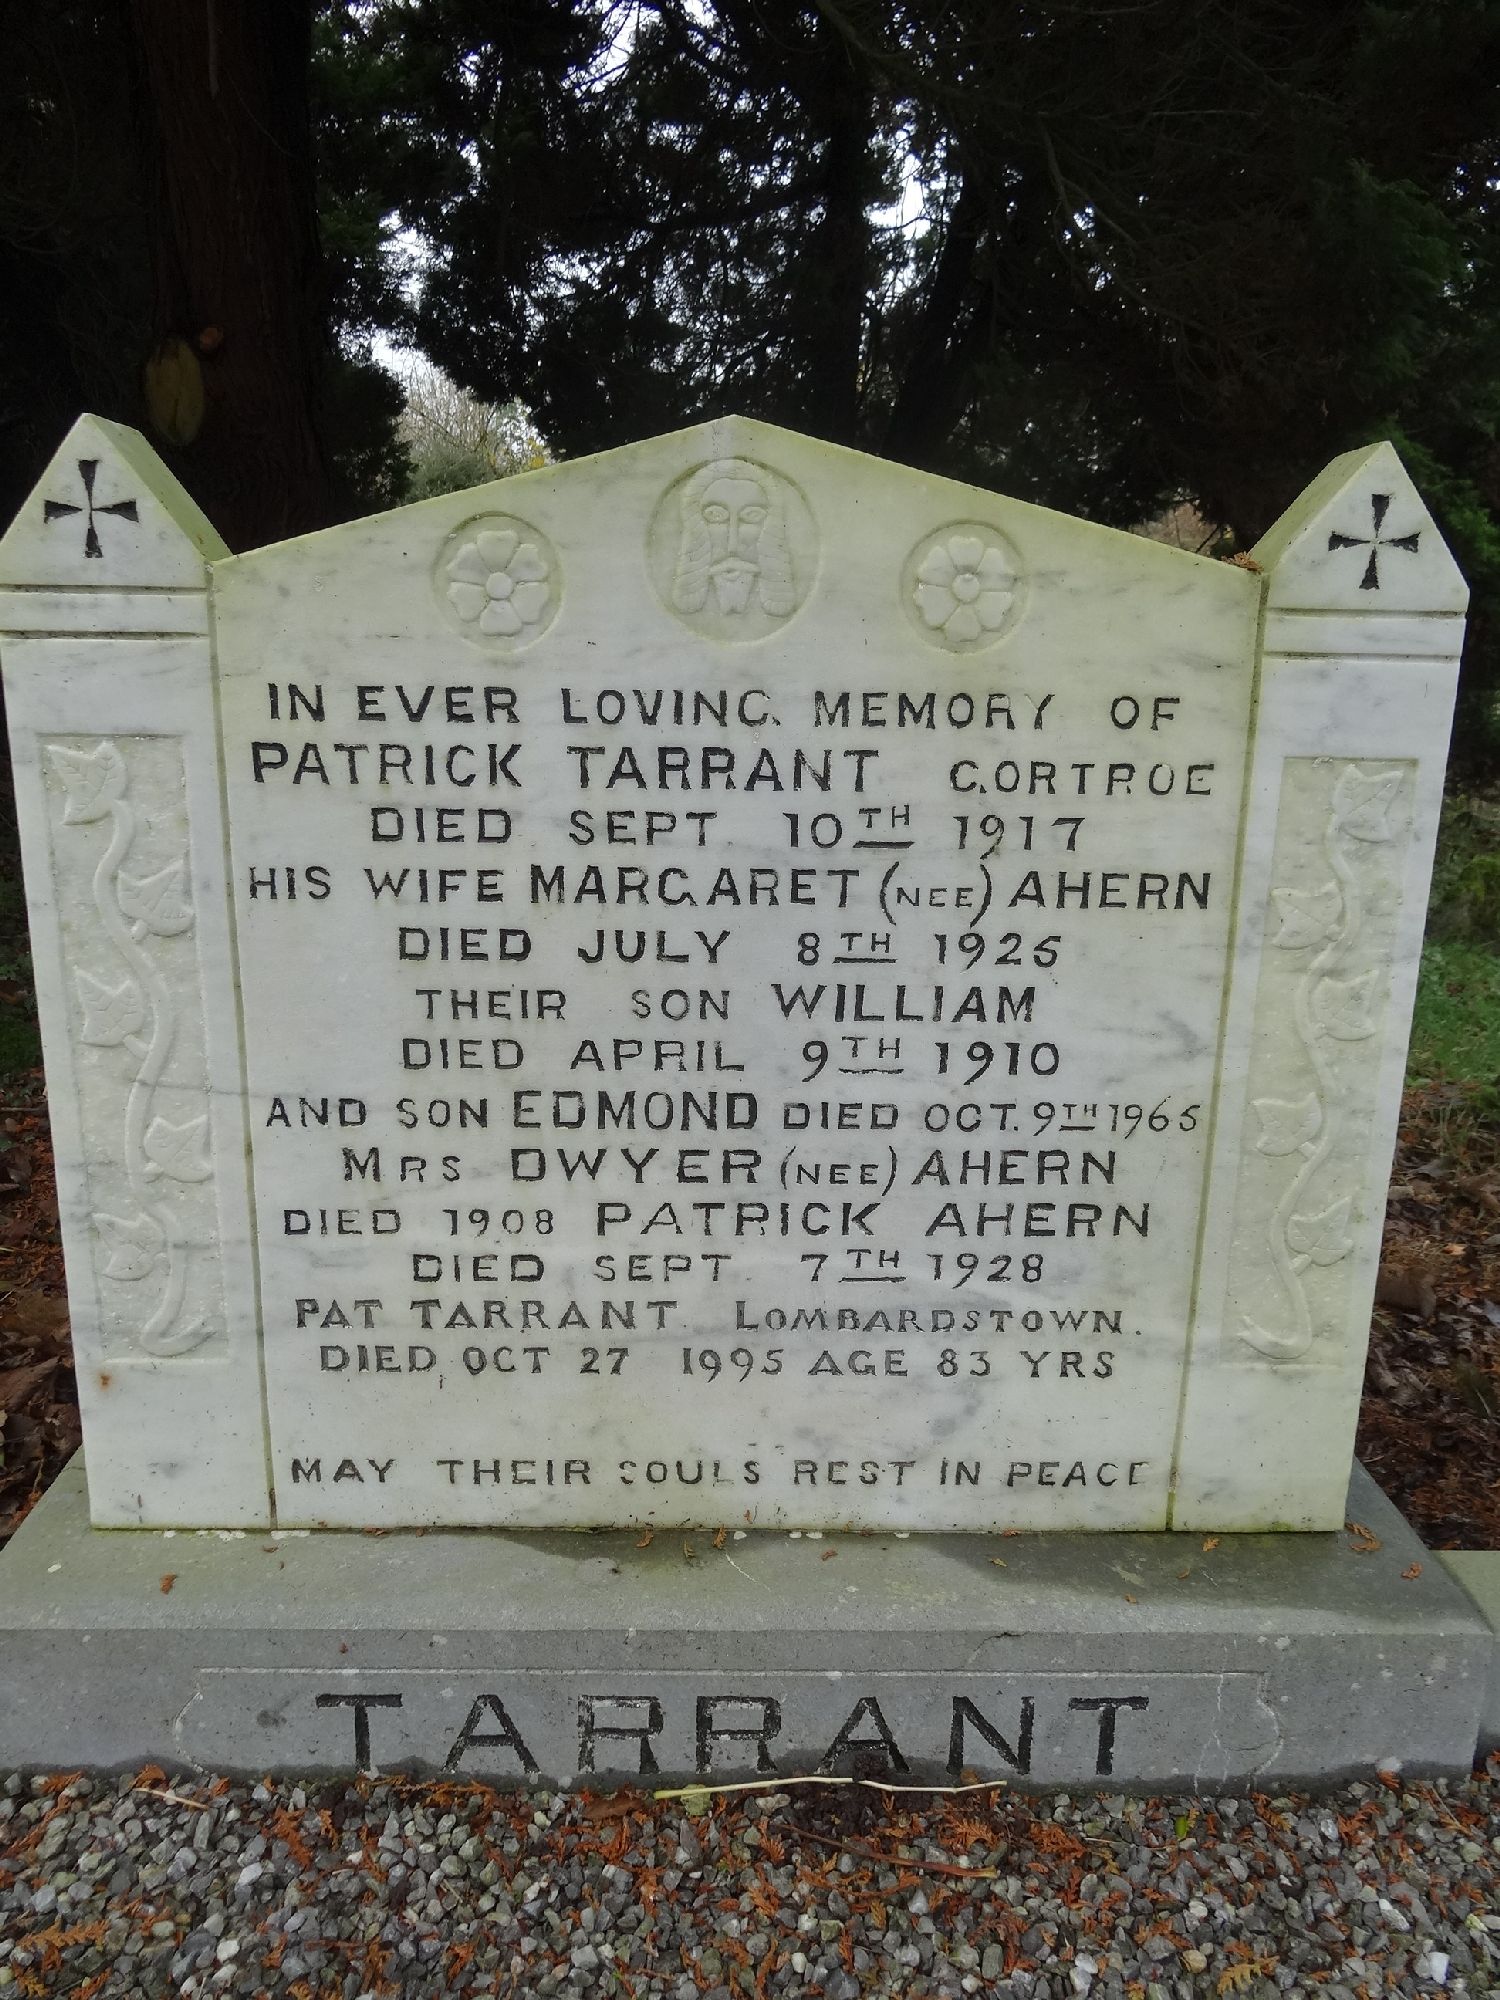 IN EVER LOVING MEMORY OF
PATRICK TARRANT GORTROE
DIED SEPT. 10TH 1917
HIS WIFE MARGARET (NEE) AHERN
DIED JULY 8TH 1925
THEIR SON WILLIAM
DIED APRIL 9TH 1910
AND SON EDMOND DIED OCT. 9TH 1965
MRS DWYER (NEE) AHERN
DIED 1908 PATRICK AHERN
DIED SEPT. 7TH 1928
PAT TARRANT LOMBARDSTOWN.
DIED OCT 27 1995 AGE 83 YRS
MAY THEIR SOULS REST IN PEACE
TARRANT